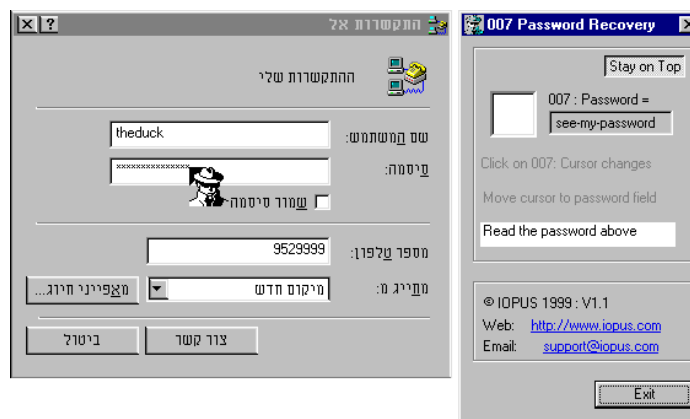 התקשרות אל
ההתקשרות שלי
שם המשתמש:
theduck
סיסמה:
xxxxxxxxxxxxxxx
שמור סיסמה
מספר טלפון:
9529999
מחייג מ:
מיקום חדש
מאפייני חיוג...
צור קשר
ביטול
007 Password Recovery
Stay on Top
007 : Password =
see-my-password
Click on 007: Cursor changes
Move cursor to password field
Read the password above
© IOPUS 1999 : V1.1
Web: http://www.iopus.com
Email: support@iopus.com
Exit